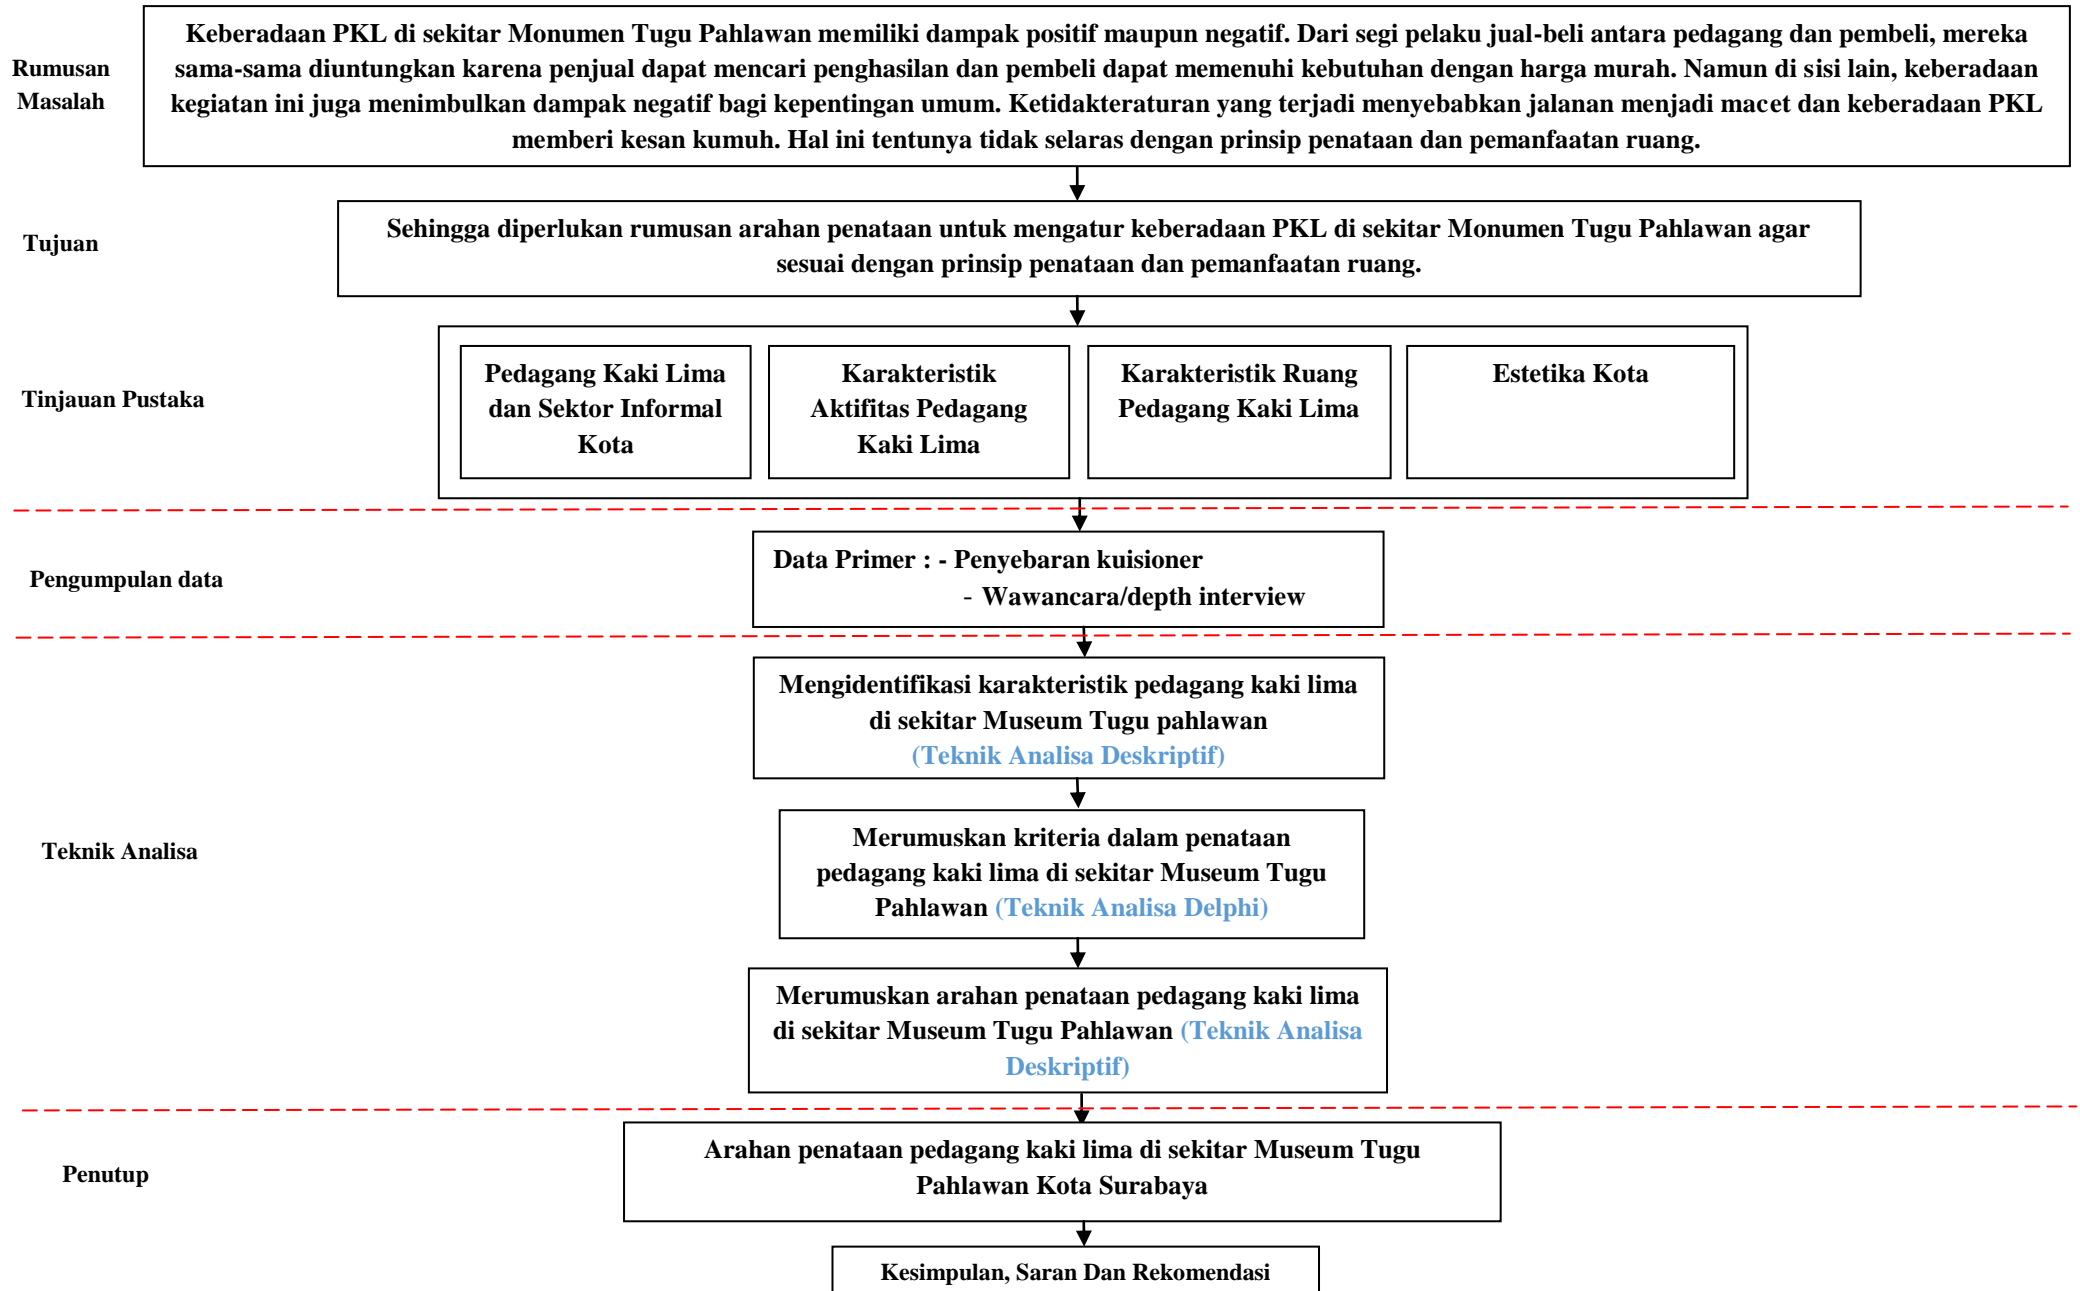 Rumusan
Masalah
Keberadaan PKL di sekitar Monumen Tugu Pahlawan memiliki dampak positif maupun negatif. Dari segi pelaku jual-beli antara pedagang dan pembeli, mereka
sama-sama diuntungkan karena penjual dapat mencari penghasilan dan pembeli dapat memenuhi kebutuhan dengan harga murah. Namun di sisi lain, keberadaan
kegiatan ini juga menimbulkan dampak negatif bagi kepentingan umum. Ketidakteraturan yang terjadi menyebabkan jalanan menjadi macet dan keberadaan PKL
memberi kesan kumuh. Hal ini tentunya tidak selaras dengan prinsip penataan dan pemanfaatan ruang.
Tujuan
Sehingga diperlukan rumusan arahan penataan untuk mengatur keberadaan PKL di sekitar Monumen Tugu Pahlawan agar
sesuai dengan prinsip penataan dan pemanfaatan ruang.
Tinjauan Pustaka
Pedagang Kaki Lima
dan Sektor Informal
Kota
Karakteristik
Aktifitas Pedagang
Kaki Lima
Karakteristik Ruang
Pedagang Kaki Lima
Estetika Kota
Pengumpulan data
Data Primer : - Penyebaran kuisioner
- Wawancara/depth interview
Teknik Analisa
Mengidentifikasi karakteristik pedagang kaki lima
di sekitar Museum Tugu pahlawan
(Teknik Analisa Deskriptif)
Merumuskan kriteria dalam penataan
pedagang kaki lima di sekitar Museum Tugu
Pahlawan (Teknik Analisa Delphi)
Merumuskan arahan penataan pedagang kaki lima
di sekitar Museum Tugu Pahlawan (Teknik Analisa
Deskriptif)
Penutup
Arahan penataan pedagang kaki lima di sekitar Museum Tugu
Pahlawan Kota Surabaya
Kesimpulan, Saran Dan Rekomendasi